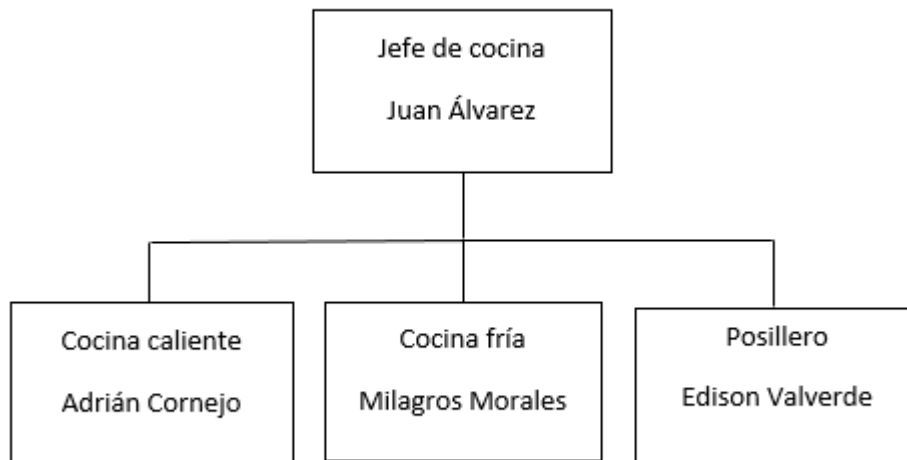 Jefe de cocina
Juan Álvarez
Cocina caliente
Adrián Cornejo
Cocina fría
Milagros Morales
Posillero
Edison Valverde